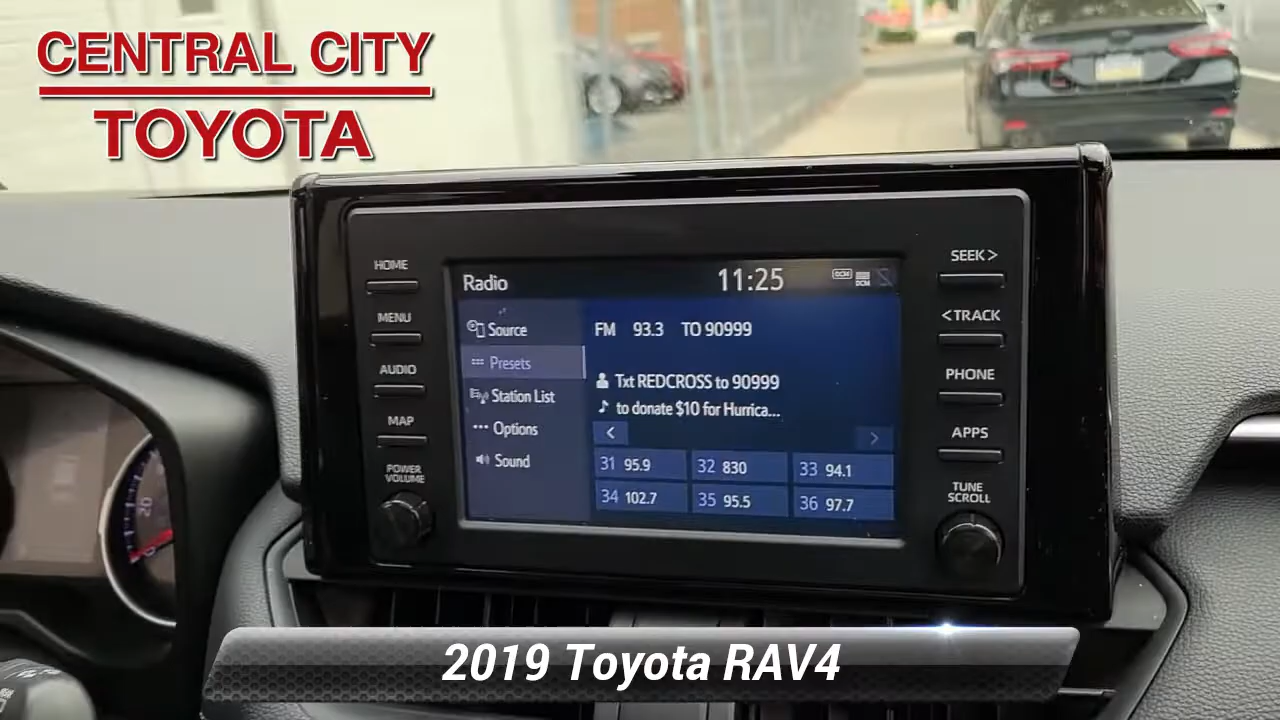 CENTRAL CITY
TOYOTA
HOME
MENU
AUDIO
MAP
POWER
VOLUME
Radio
11:25
DCM
DCM
Source
Presets
Station List
Options
Sound
FM 93.3 TO 90999
Txt REDCROSS to 90999
to donate $10 for Hurrica...
<
>
31 95.9
32 830
33 94.1
34 102.7
35 95.5
36 97.7
SEEK >
< TRACK
PHONE
APPS
TUNE
SCROLL
20
2019 Toyota RAV4